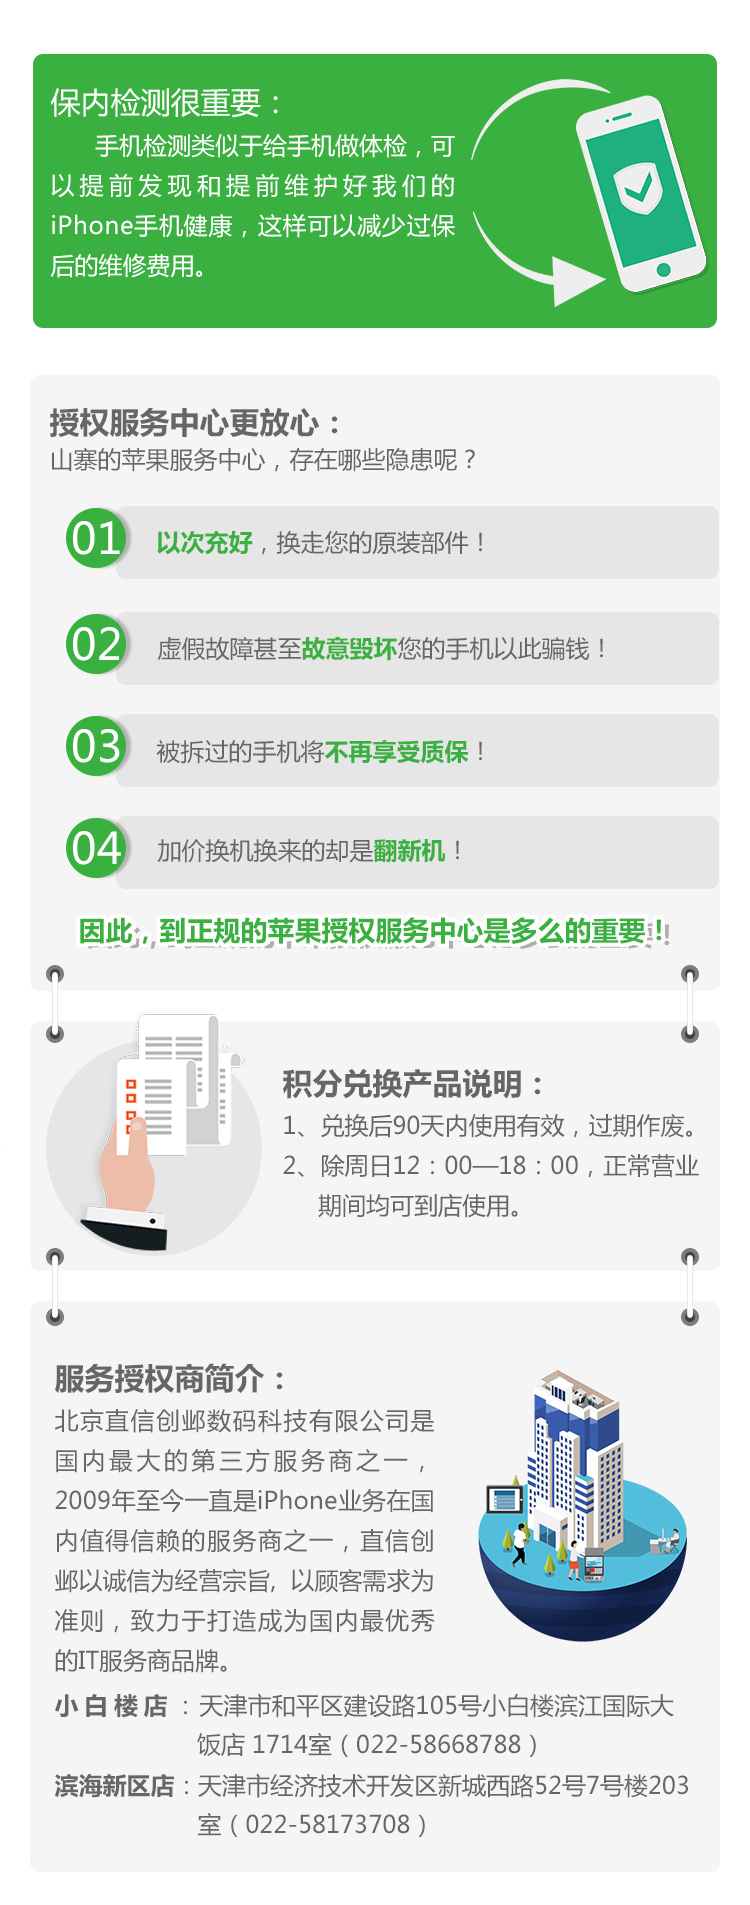 保内检测很重要：
手机检测类似于给手机做体检，可
以提前发现和提前维护好我们的
iPhone手机健康，这样可以减少过保
后的维修费用。
授权服务中心更放心：
山寨的苹果服务中心，存在哪些隐患呢？
01 以次充好，换走您的原装部件！
02 虚假故障甚至故意毁坏您的手机以此骗钱！
03 被拆过的手机将不再享受质保！
04 加价换机换来的却是翻新机！
因此，到正规的苹果授权服务中心是多么的重要！
积分兑换产品说明：
1、兑换后90天内使用有效，过期作废。
2、除周日12：00—18：00，正常营业
期间均可到店使用。
服务授权商简介：
北京直信创邺数码科技有限公司是
国内最大的第三方服务商之一，
2009年至今一直是iPhone业务在国
内值得信赖的服务商之一，直信创
邺以诚信为经营宗旨, 以顾客需求为
准则，致力于打造成为国内最优秀
的IT服务商品牌。
小白楼店：天津市和平区建设路105号小白楼滨江国际大
饭店 1714室（022-58668788）
滨海新区店：天津市经济技术开发区新城西路52号7号楼203
室（022-58173708）